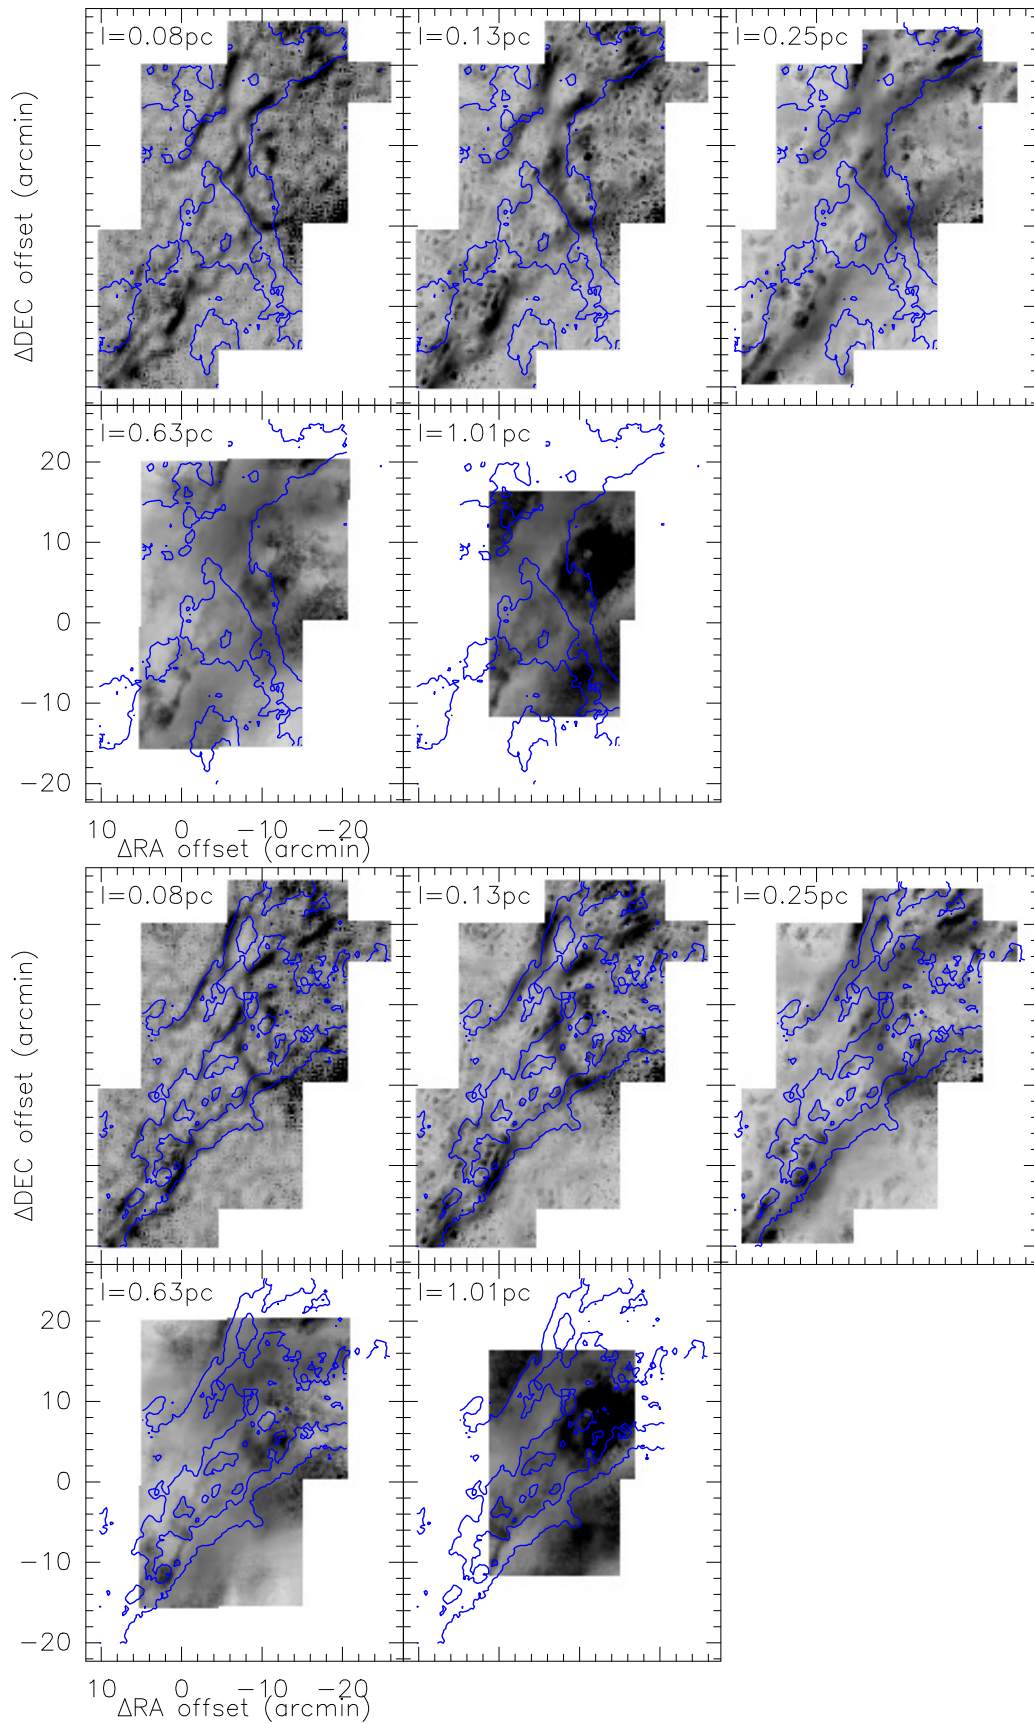 l=0.08pc l=0.13pc l=0.25pc
ΔDEC offset (arcmin)
l=0.63pc l=1.01pc
20
10
0
−10
−20
10 0 −10 −20
ΔRA offset (arcmin)
l=0.08pc l=0.13pc l=0.25pc
ΔDEC offset (arcmin)
l=0.63pc l=1.01pc
20
10
0
−10
−20
10 0 −10 −20
ΔRA offset (arcmin)